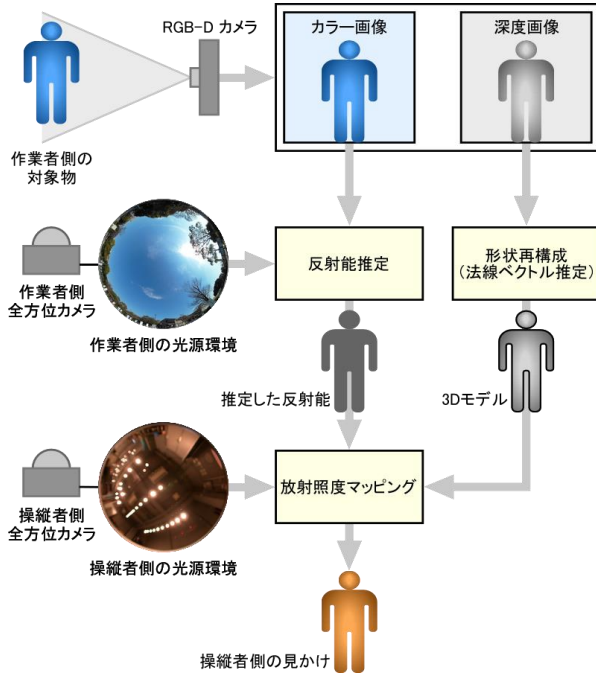 RGB-D カメラ
カラー画像
深度画像
作業者側の
対象物
反射能推定
形状再構成
(法線ベクトル推定)
作業者側
全方位カメラ
作業者側の光源環境
推定した反射能
3Dモデル
放射照度マッピング
操縦者側
全方位カメラ
操縦者側の光源環境
操縦者側の見かけ